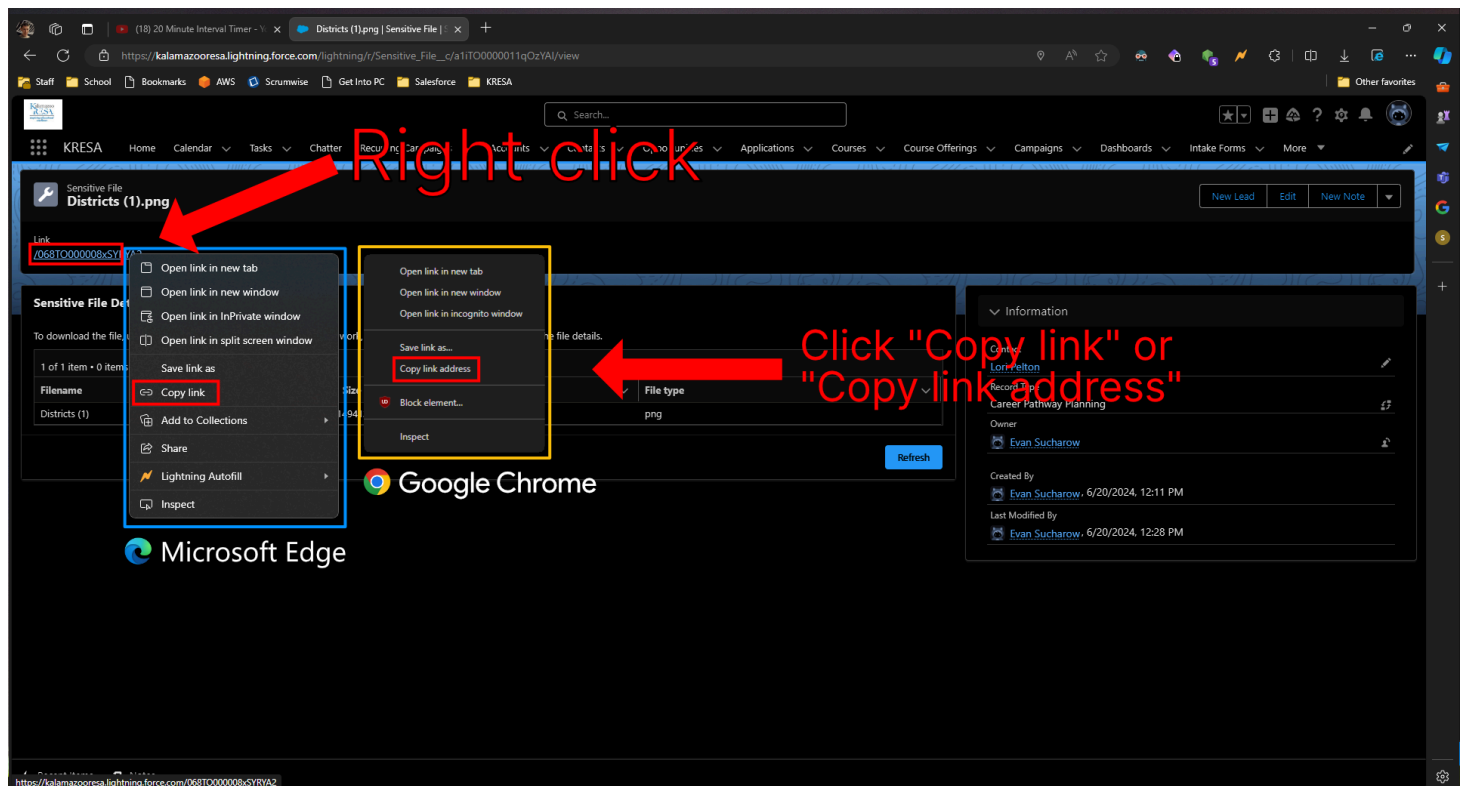 (18) 20 Minute Interval Timer - Y
Districts (1).png | Sensitive File | S
https://kalamazooresa.lightning.force.com/lightning/r/Sensitive_File__c/a1iTO0000011qOzYAI/view
Staff School Bookmarks AWS Scrumwise Get Into PC Salesforce KRESA Other favorites
Search...
KRESA Home Calendar Tasks Chatter Applications Courses Course Offerings Campaigns Dashboards Intake Forms More
Right click
Sensitive File
Districts (1).png
New Lead Edit New Note
Link
/068TO000008xSYRYA2
Open link in new tab
Open link in new window
Open link in InPrivate window
Open link in split screen window
Save link as
Copy link
Add to Collections
Share
Lightning Autofill
Inspect
Microsoft Edge
Open link in new tab
Open link in new window
Open link in incognito window
Save link as...
Copy link address
Block element...
Inspect
Google Chrome
Click "Copy link" or
"Copy link address"
Sensitive File De
To download the file, file details.
1 of 1 item • 0 items
Filename Size File type
Districts (1) png
Refresh
Information
Contact
Lori Pelton
Record Type
Career Pathway Planning
Owner
Evan Sucharow
Created By
Evan Sucharow, 6/20/2024, 12:11 PM
Last Modified By
Evan Sucharow, 6/20/2024, 12:28 PM
https://kalamazooresa.lightning.force.com/068TO000008xSYRYA2